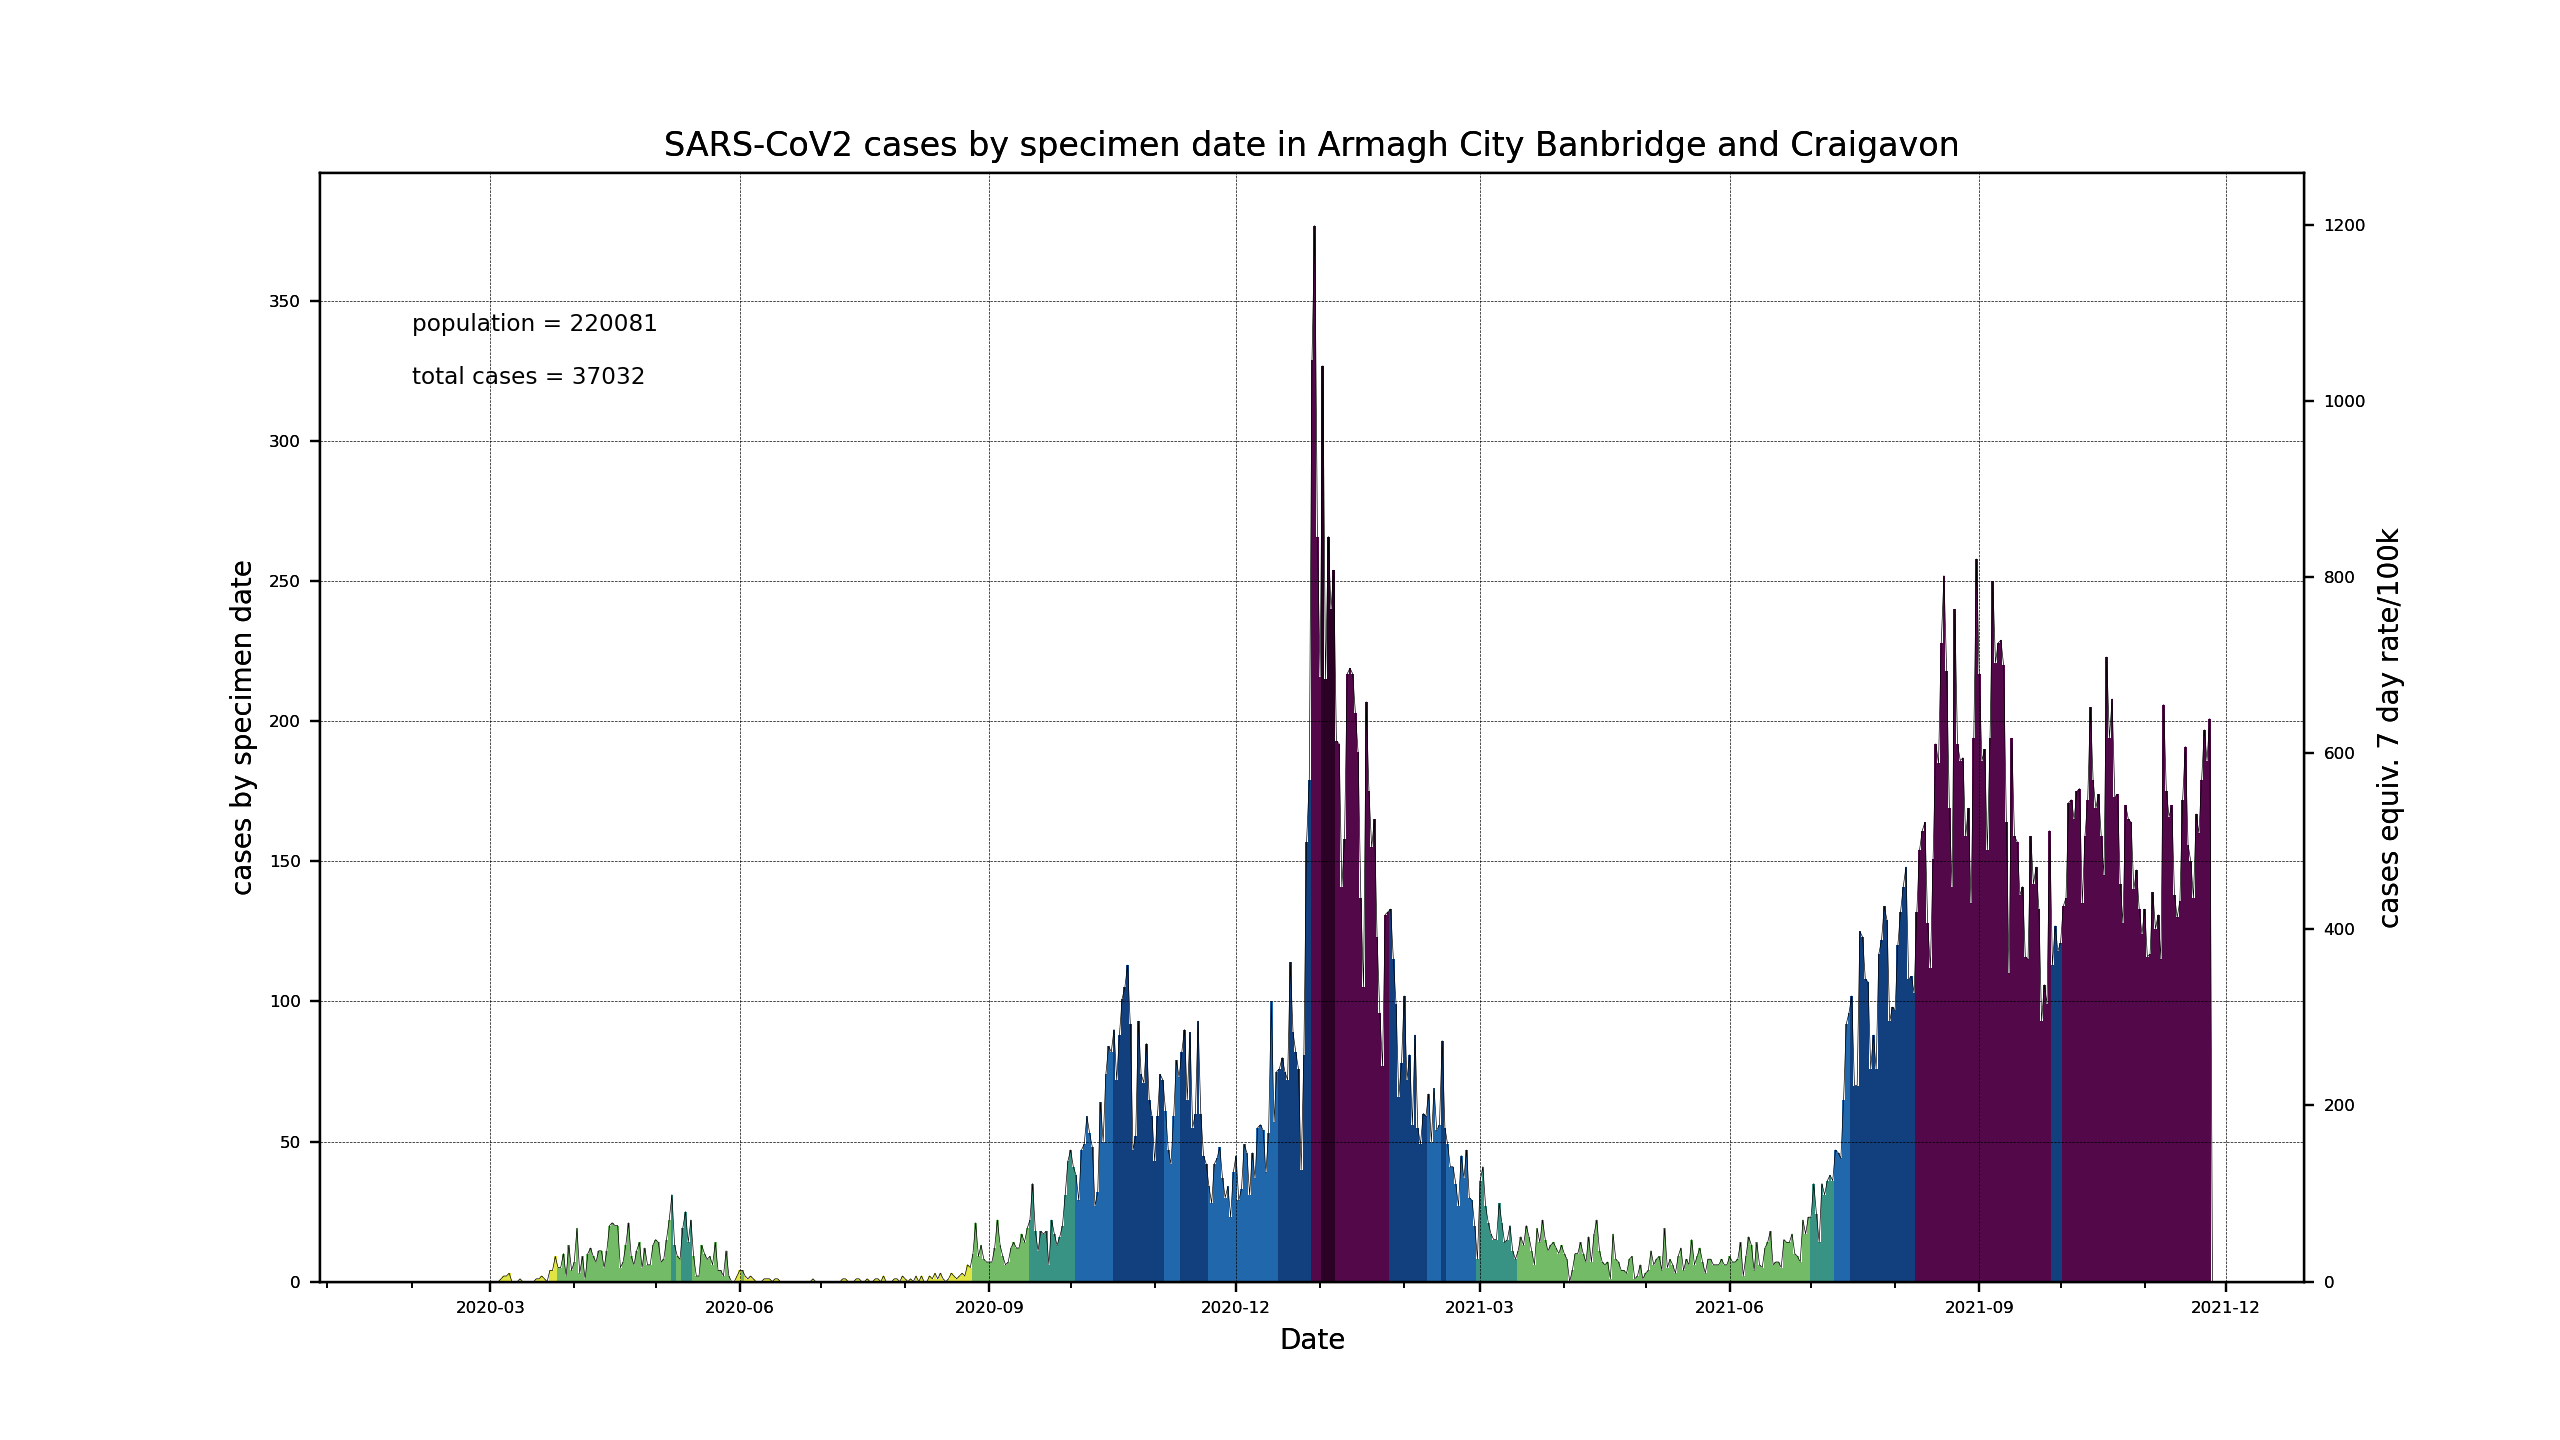 SARS-CoV2 cases by specimen date in Armagh City Banbridge and Craigavon
population = 220081
total cases = 37032
cases by specimen date
350
300
250
200
150
100
50
0
1200
1000
800
600
400
200
0
cases equiv. 7 day rate/100k
2020-03 2020-06 2020-09 2020-12 2021-03 2021-06 2021-09 2021-12
Date